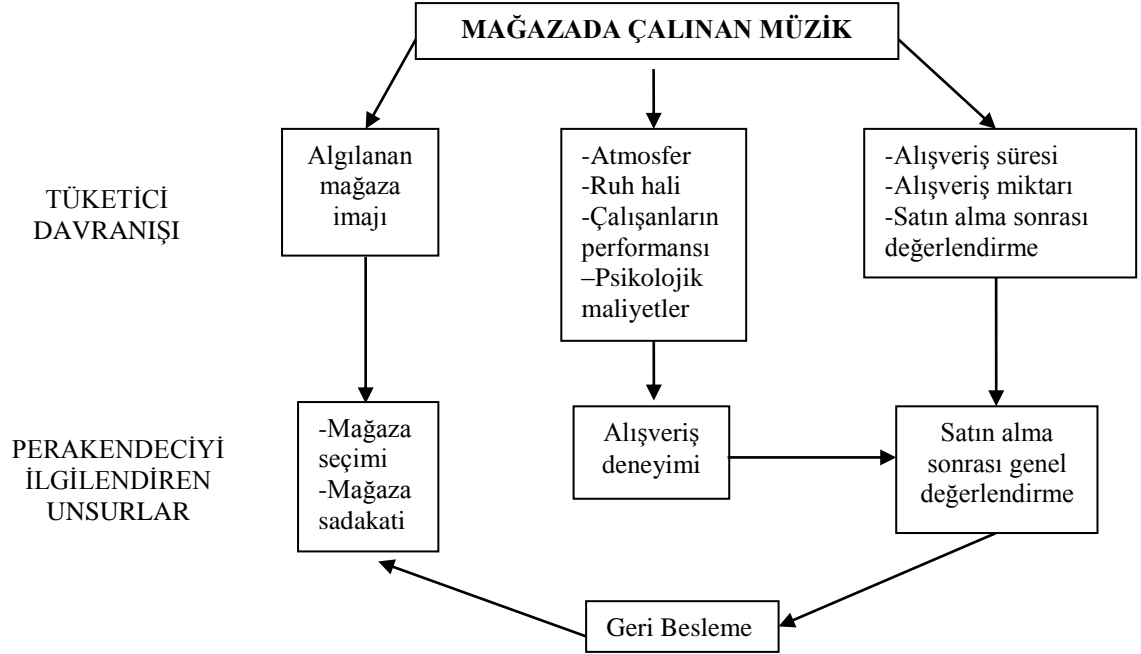 MAĞAZADA ÇALINAN MÜZİK
TÜKETİCİ
DAVRANIŞI
Algılanan
mağaza
imajı
-Atmosfer
-Ruh hali
-Çalışanların
performansı
–Psikolojik
maliyetler
-Alışveriş süresi
-Alışveriş miktarı
-Satın alma sonrası
değerlendirme
PERAKENDECİYİ
İLGİLENDİREN
UNSURLAR
-Mağaza
seçimi
-Mağaza
sadakati
Alışveriş
deneyimi
Satın alma
sonrası genel
değerlendirme
Geri Besleme